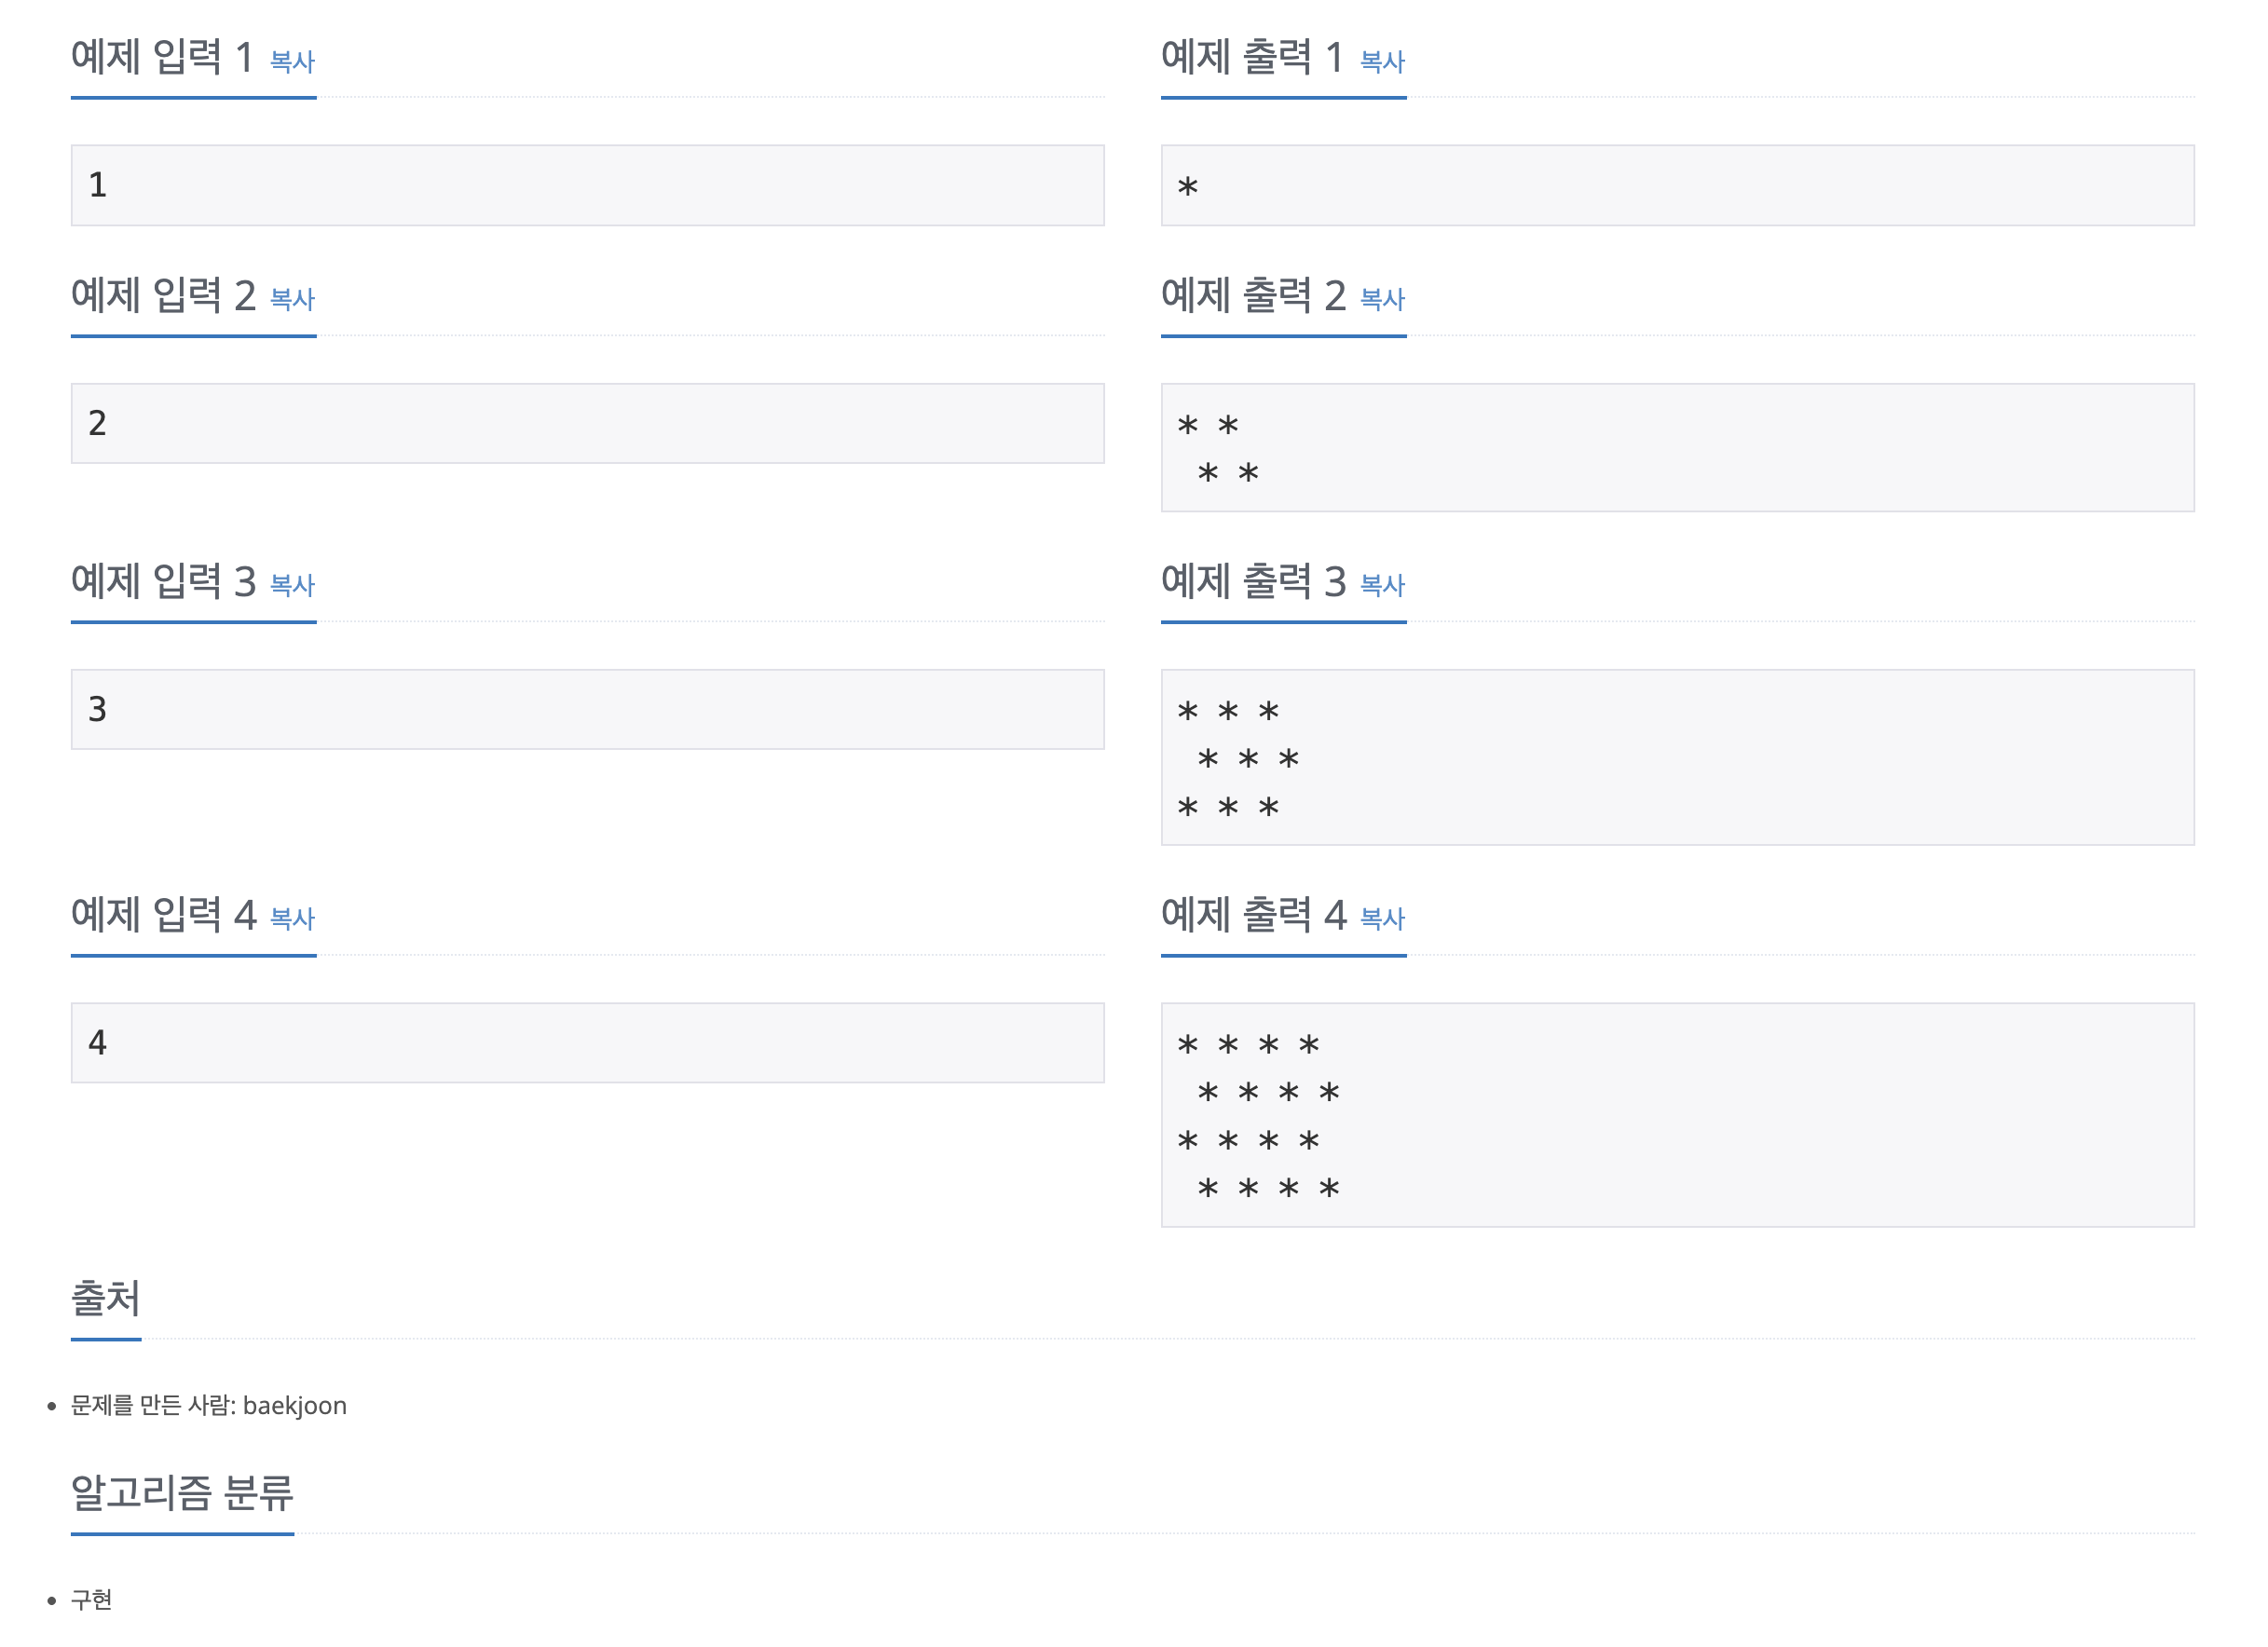 예제 입력 1 복사
예제 출력 1 복사
1
*
예제 입력 2 복사
예제 출력 2 복사
2
* *
 * *
예제 입력 3 복사
예제 출력 3 복사
3
* * *
 * * *
* * *
예제 입력 4 복사
예제 출력 4 복사
4
* * * *
 * * * *
* * * *
 * * * *
출처
• 문제를 만든 사람: baekjoon
알고리즘 분류
• 구현